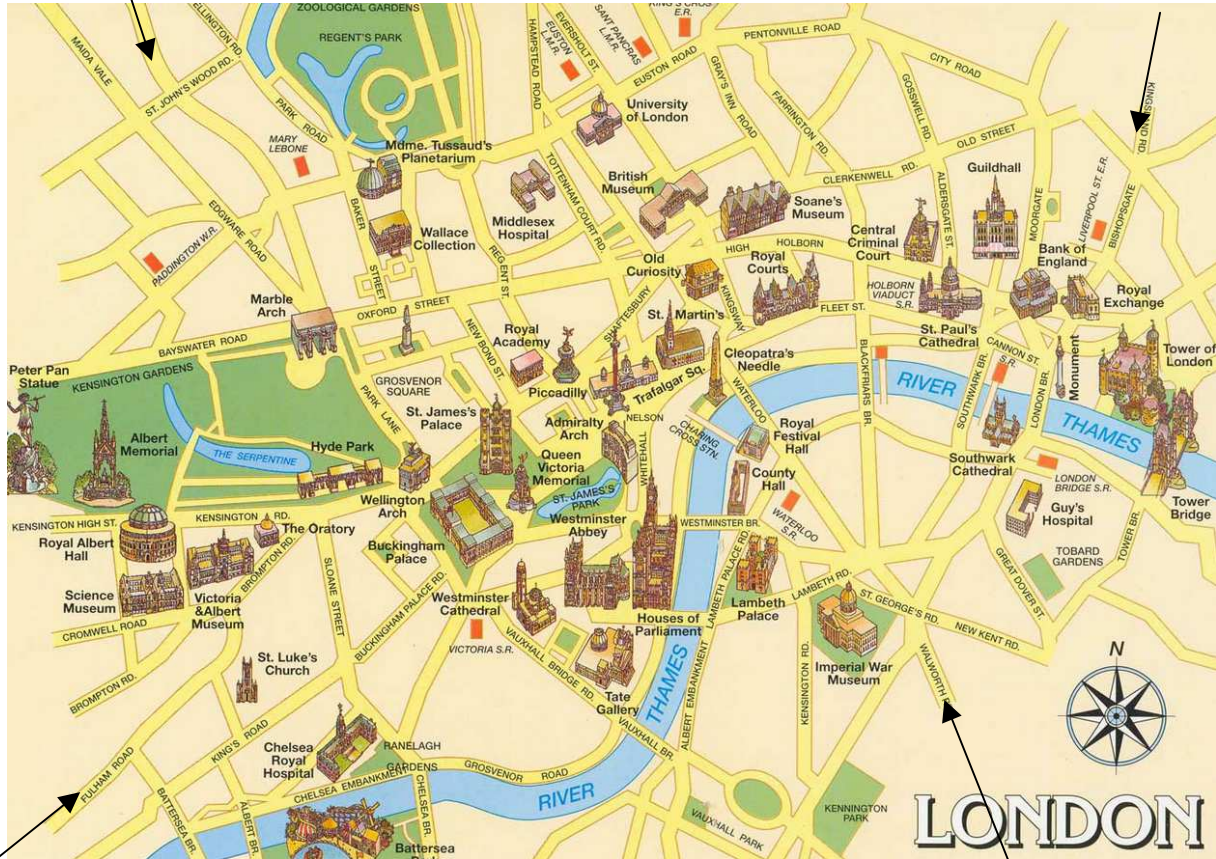 ZOOLOGICAL GARDENS
REGENT'S PARK
MAIDA VALE
ELLINGTON RD.
ST. JOHN'S WOOD RD.
PARK ROAD
MARY
LEBONE
HAMPSTEAD ROAD
EVERSHOLT ST.
EUSTON
L.M.R.
SANT PANCRAS
L.M.R.
KING'S CROS
E.R.
EUSTON ROAD
PENTONVILLE ROAD
CITY ROAD
GRAY'S INN ROAD
FARRINGTON RD.
GOSSWELL RD.
OLD STREET
KINGSLAND RD.
University
of London
Mdme. Tussaud's
Planetarium
BAKER
STREET
Middlesex
Hospital
TOTTENHAM COURT RD.
British
Museum
Soane's
Museum
CLERKENWELL RD.
ALDERSGATE ST.
Guildhall
MOORGATE
LIVERPOOL ST. E.R.
BISHOPSGATE
EDGWARE ROAD
PADDINGTON W.R.
Wallace
Collection
REGENT ST.
Old
Curiosity
HIGH HOLBORN
Royal
Courts
Central
Criminal
Court
Bank of
England
Royal
Exchange
Marble
Arch
OXFORD STREET
NEW BOND ST.
Royal
Academy
SHAFTESBURY
St. Martin's
KINGSWAY
FLEET ST.
HOLBORN
VIADUCT
S.R.
St. Paul's
Cathedral
BAYSWATER ROAD
Peter Pan
Statue
KENSINGTON GARDENS
GROSVENOR
SQUARE
PARK LANE
Piccadilly
Trafalgar Sq.
Cleopatra's
Needle
WATERLOO
BLACKFRIARS BR.
RIVER
SOUTHWARK BR.
CANNON ST.
S.R.
LONDON BR.
Monument
Tower of
London
THAMES
Albert
Memorial
THE SERPENTINE
Hyde Park
St. James's
Palace
Admiralty
Arch
NELSON
WHITEHALL
CHARING
CROSS STN.
Royal
Festival
Hall
Southwark
Cathedral
LONDON
BRIDGE S.R.
Tower
Bridge
Wellington
Arch
Queen
Victoria
Memorial
ST. JAMES'S
PARK
County
Hall
WATERLOO
S.R.
Guy's
Hospital
TOBARD
GARDENS
TOWER BR.
KENSINGTON HIGH ST.
KENSINGTON RD.
Royal Albert
Hall
The Oratory
BROMPTON RD.
Buckingham
Palace
Westminster
Abbey
WESTMINSTER BR.
GREAT DOVER ST.
Science
Museum
Victoria
&Albert
Museum
SLOANE STREET
BUCKINGHAM PALACE RD.
Westminster
Cathedral
VICTORIA S.R.
Houses of
Parliament
LAMBETH PALACE RD.
Lambeth
Palace
LAMBETH RD.
ST. GEORGE'S RD.
NEW KENT RD.
CROMWELL ROAD
BROMPTON RD.
St. Luke's
Church
VAUXHALL BRIDGE RD.
Tate
Gallery
THAMES
ALBERT EMBANKMENT
KENSINGTON RD.
Imperial War
Museum
WALWORTH
N
FULHAM ROAD
KING'S ROAD
Chelsea
Royal
Hospital
RANELAGH
GARDENS
GROSVENOR ROAD
VAUXHALL BR.
CHELSEA EMBANKMENT
RIVER
BATTERSEA BR.
ALBERT BR.
CHELSEA BR.
Battersea
VAUXHALL PARK
KENNINGTON
PARK
LONDON